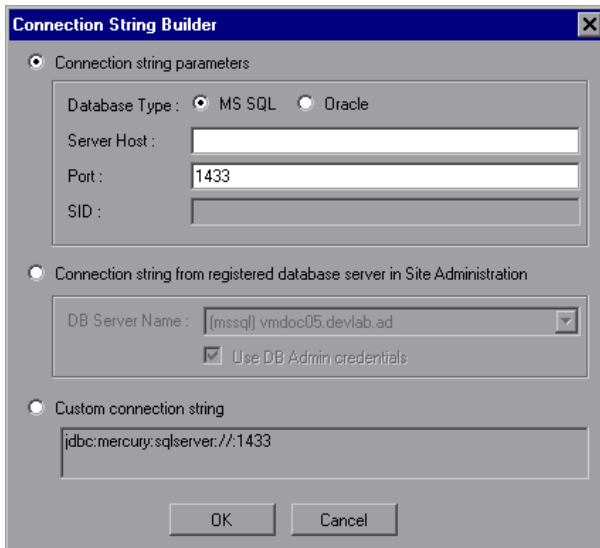 Connection String Builder
Connection string parameters
Database Type : MS SQL Oracle
Server Host :
Port : 1433
SID :
Connection string from registered database server in Site Administration
DB Server Name : (mssql) vmdoc05.devlab.ad
Use DB Admin credentials
Custom connection string
jdbc:mercury:sqlserver://:1433
OK Cancel